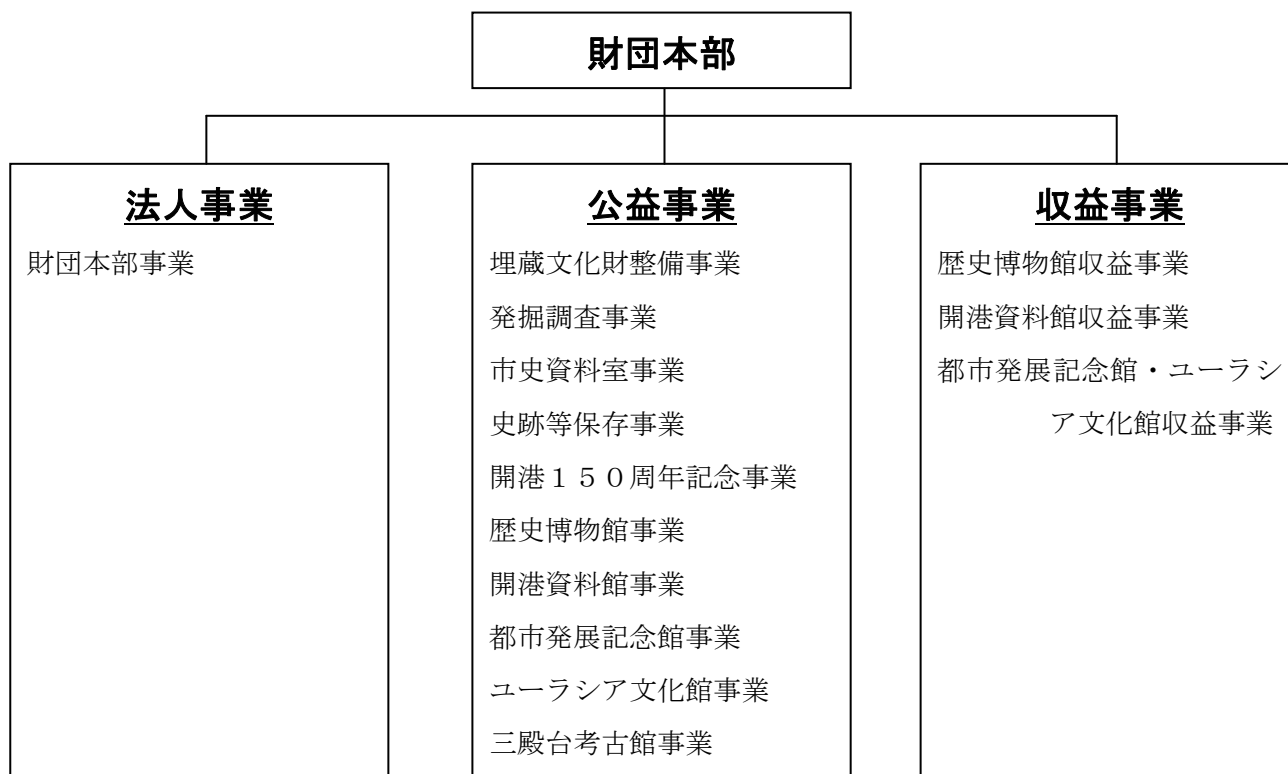 財団本部
法人事業
財団本部事業
公益事業
埋蔵文化財整備事業
発掘調査事業
市史資料室事業
史跡等保存事業
開港１５０周年記念事業
歴史博物館事業
開港資料館事業
都市発展記念館事業
ユーラシア文化館事業
三殿台考古館事業
収益事業
歴史博物館収益事業
開港資料館収益事業
都市発展記念館・ユーラシ
ア文化館収益事業